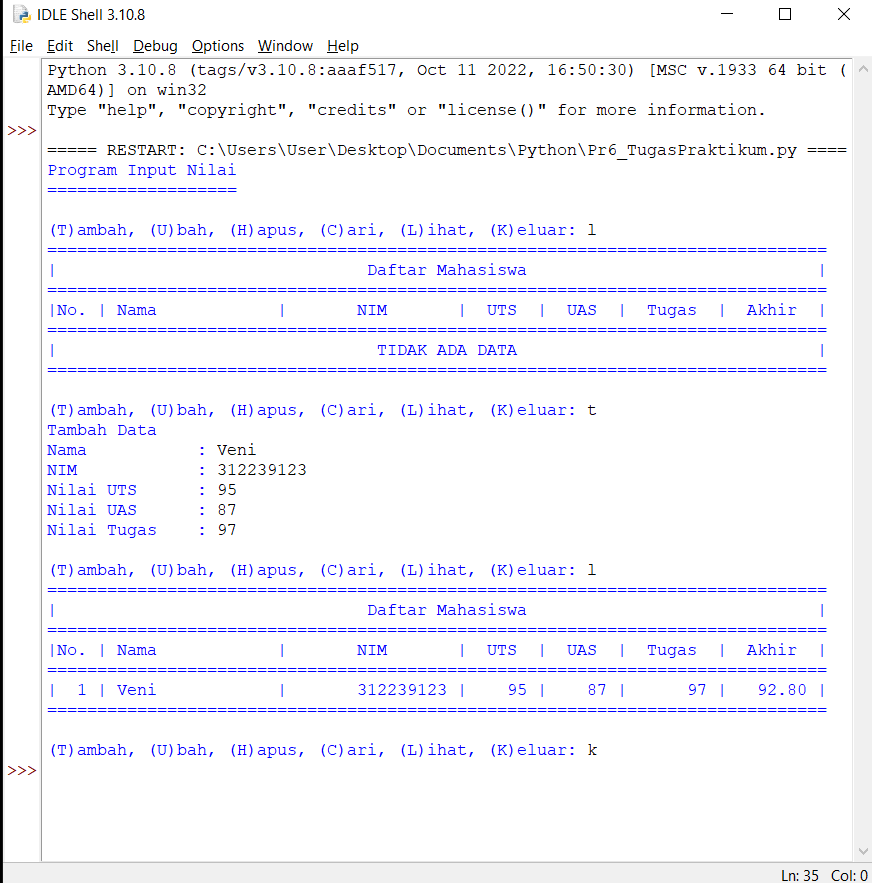 IDLE Shell 3.10.8
File Edit Shell Debug Options Window Help
Python 3.10.8 (tags/v3.10.8:aaaf517, Oct 11 2022, 16:50:30) [MSC v.1933 64 bit (
AMD64)] on win32
Type "help", "copyright", "credits" or "license()" for more information.
>>>
===== RESTART: C:\Users\User\Desktop\Documents\Python\Pr6_TugasPraktikum.py ====
Program Input Nilai
===================

(T)ambah, (U)bah, (H)apus, (C)ari, (L)ihat, (K)eluar: l
==============================================================================
|                               Daftar Mahasiswa                             |
==============================================================================
|No. | Nama            |       NIM       |  UTS  |  UAS  |  Tugas  |  Akhir  |
==============================================================================
|                                TIDAK ADA DATA                              |
==============================================================================

(T)ambah, (U)bah, (H)apus, (C)ari, (L)ihat, (K)eluar: t
Tambah Data
Nama           : Veni
NIM            : 312239123
Nilai UTS      : 95
Nilai UAS      : 87
Nilai Tugas    : 97

(T)ambah, (U)bah, (H)apus, (C)ari, (L)ihat, (K)eluar: l
==============================================================================
|                               Daftar Mahasiswa                             |
==============================================================================
|No. | Nama            |       NIM       |  UTS  |  UAS  |  Tugas  |  Akhir  |
==============================================================================
|  1 | Veni            |       312239123 |    95 |    87 |      97 |   92.80 |
==============================================================================

(T)ambah, (U)bah, (H)apus, (C)ari, (L)ihat, (K)eluar: k
>>>
Ln: 35 Col: 0